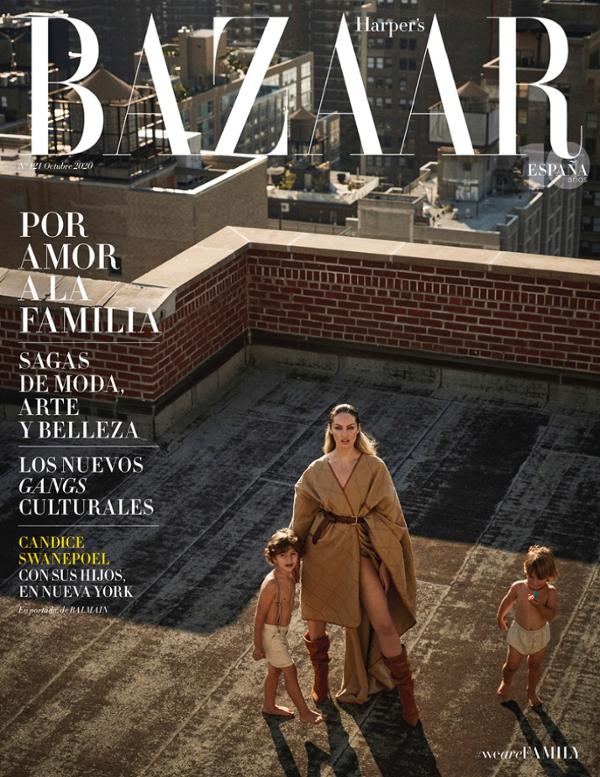 Harper's
BAZAAR
Nº 121 Octubre 2020
ESPAÑA
años
POR
AMOR
A LA
FAMILIA
SAGAS
DE MODA,
ARTE
Y BELLEZA
LOS NUEVOS
GANGS
CULTURALES
CANDICE
SWANEPOEL
CON SUS HIJOS,
EN NUEVA YORK
En portada, de BALMAIN
#weareFAMILY